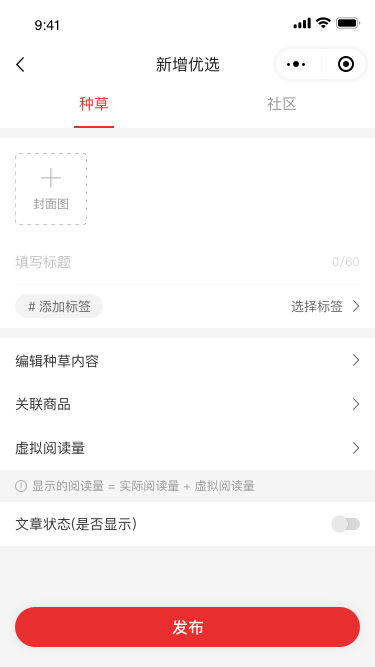 9:41
新增优选
种草
社区
封面图
填写标题
0/60
# 添加标签
选择标签
编辑种草内容
关联商品
虚拟阅读量
显示的阅读量 = 实际阅读量 + 虚拟阅读量
文章状态(是否显示)
发布